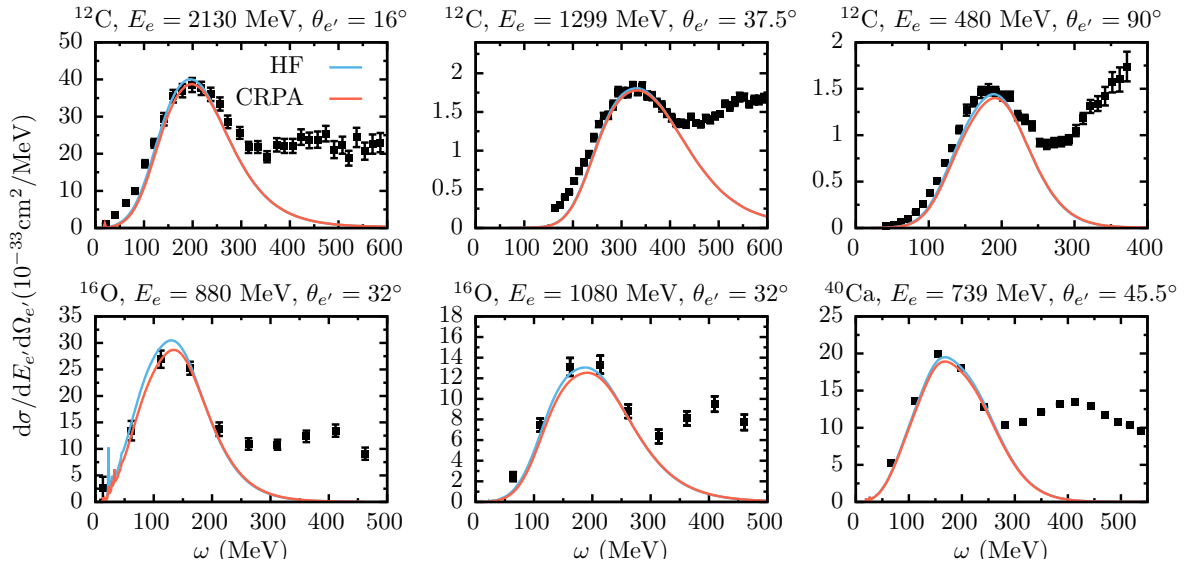 ¹²C, Eₑ = 2130 MeV, θₑ′ = 16°
¹²C, Eₑ = 1299 MeV, θₑ′ = 37.5°
¹²C, Eₑ = 480 MeV, θₑ′ = 90°
HF
CRPA
50
40
30
20
10
0
0 100 200 300 400 500 600
2
1.5
1
0.5
0
0 100 200 300 400 500 600
2
1.5
1
0.5
0
0 100 200 300 400
dσ/dEₑ′dΩₑ′(10⁻³³cm²/MeV)
¹⁶O, Eₑ = 880 MeV, θₑ′ = 32°
¹⁶O, Eₑ = 1080 MeV, θₑ′ = 32°
⁴⁰Ca, Eₑ = 739 MeV, θₑ′ = 45.5°
35
30
25
20
15
10
5
0
0 100 200 300 400 500
ω (MeV)
18
16
14
12
10
8
6
4
2
0
0 100 200 300 400 500
ω (MeV)
25
20
15
10
5
0
0 100 200 300 400 500
ω (MeV)